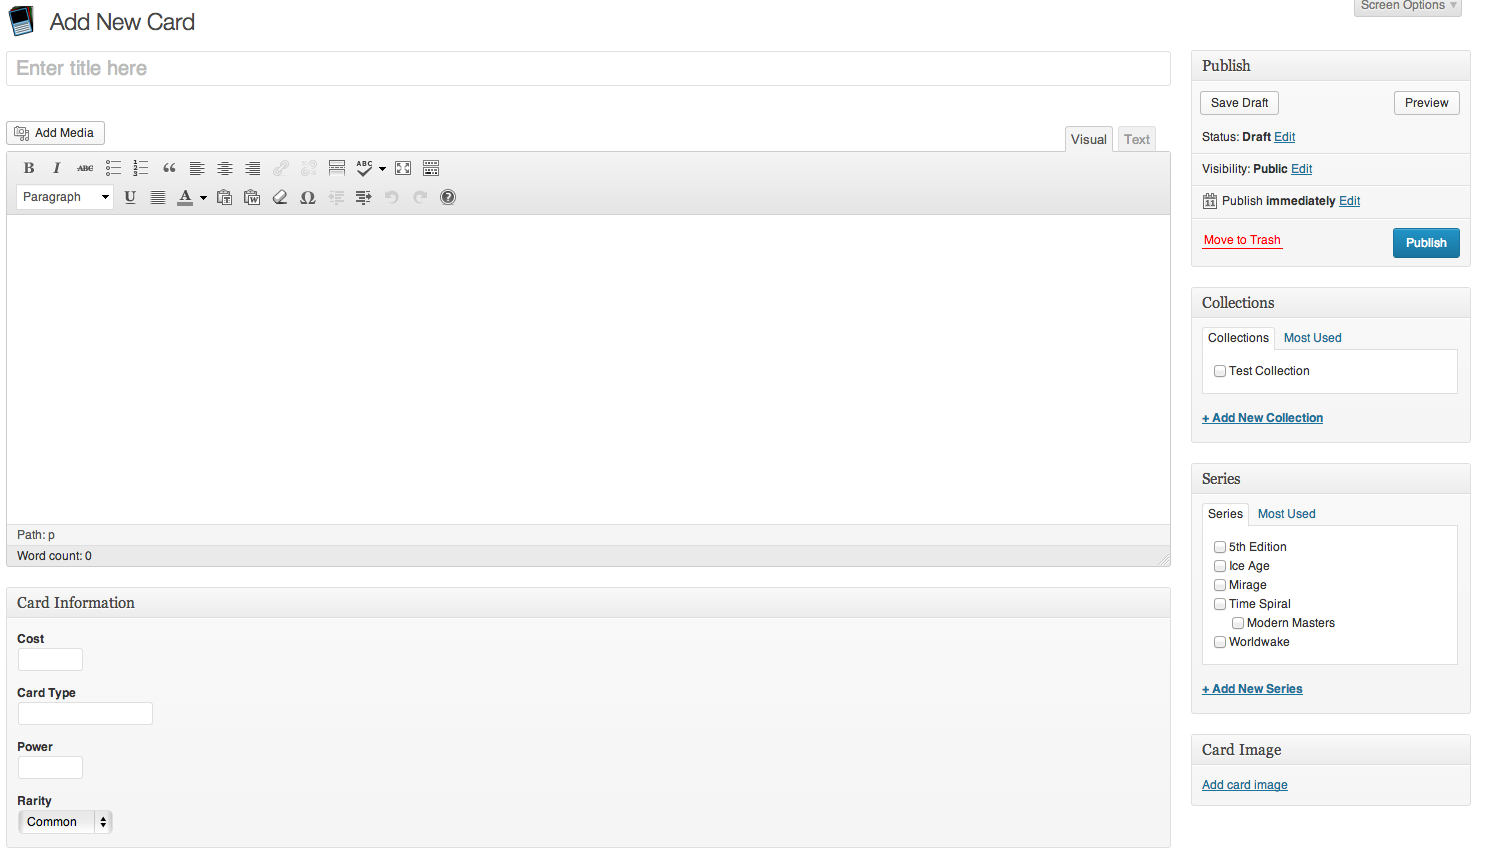 Screen Options
Add New Card
Enter title here
Add Media
Visual
Text
B I ABC ABC
Paragraph U A T W Ω ?
Path: p
Word count: 0
Card Information
Cost
Card Type
Power
Rarity
Common
Publish
Save Draft
Preview
Status: Draft Edit
Visibility: Public Edit
11 Publish immediately Edit
Move to Trash
Publish
Collections
Collections Most Used
Test Collection
+ Add New Collection
Series
Series Most Used
5th Edition
Ice Age
Mirage
Time Spiral
Modern Masters
Worldwake
+ Add New Series
Card Image
Add card image